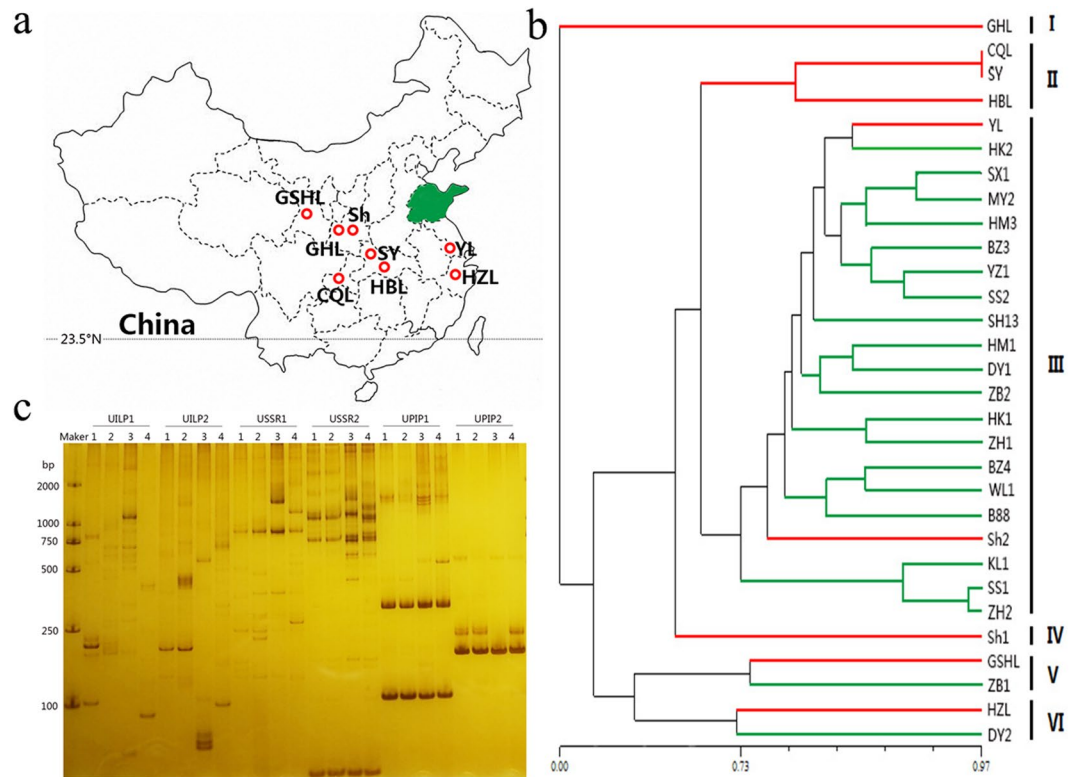 a
GSHL
Sh
GHL
SY
YL
HBL
HZL
CQL
China
23.5°N
b
GHL
I
CQL
SY
II
HBL
YL
HK2
SX1
MY2
HM3
BZ3
YZ1
SS2
SH13
HM1
III
DY1
ZB2
HK1
ZH1
BZ4
WL1
B88
Sh2
KL1
SS1
ZH2
Sh1
IV
GSHL
V
ZB1
HZL
VI
DY2
0.00 0.73 0.97
c
UILP1 UILP2 USSR1 USSR2 UPIP1 UPIP2
Maker 1 2 3 4 1 2 3 4 1 2 3 4 1 2 3 4 1 2 3 4 1 2 3 4
bp
2000
1000
750
500
250
100